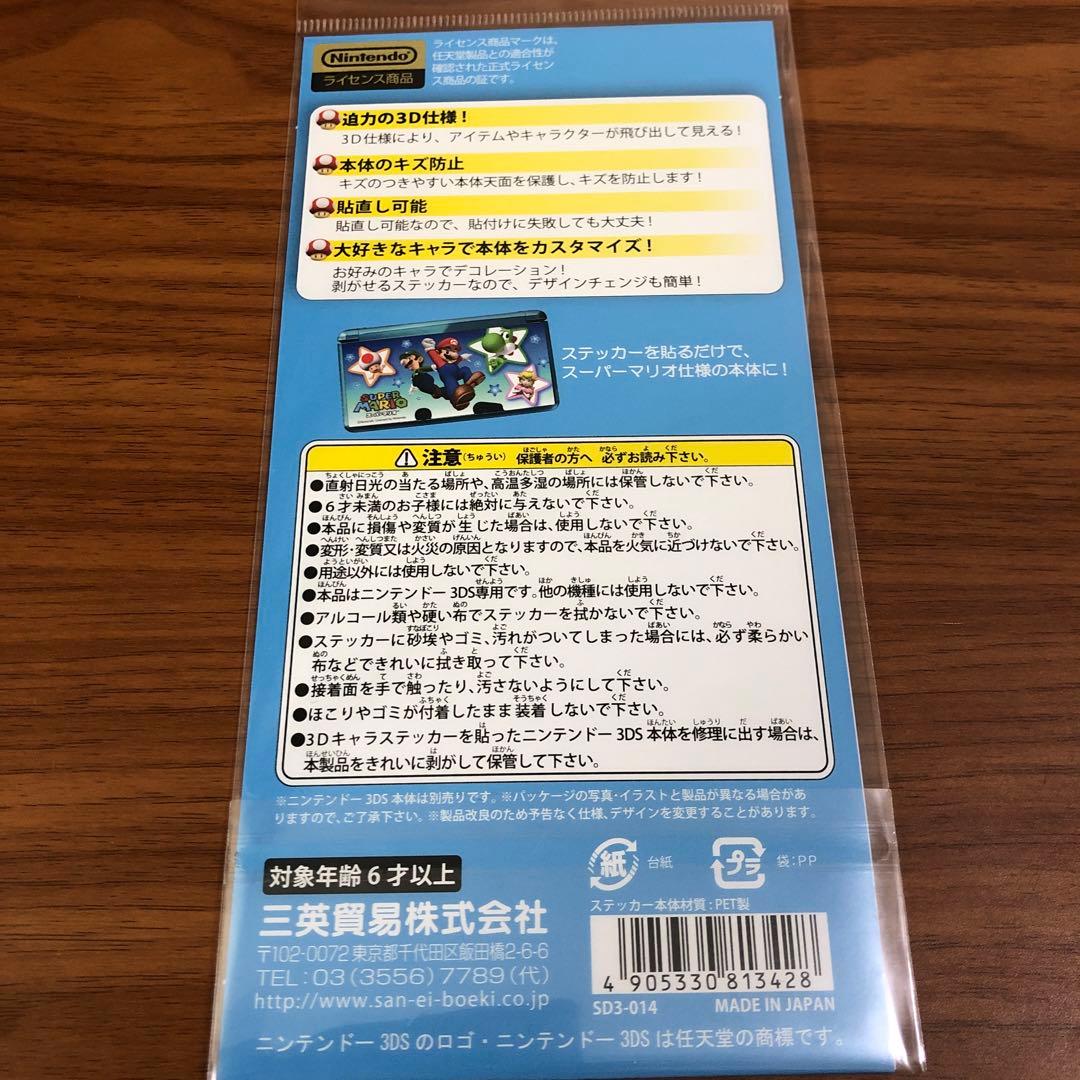 Nintendo
ライセンス商品
ライセンス商品マークは、
任天堂製品との適合性が
確認された正式ライセン
ス商品の証です。
迫力の3D仕様！
3D仕様により、アイテムやキャラクターが飛び出して見える！
本体のキズ防止
キズのつきやすい本体天面を保護し、キズを防止します！
貼直し可能
貼直し可能なので、貼付けに失敗しても大丈夫！
大好きなキャラで本体をカスタマイズ！
お好みのキャラでデコレーション！
剥がせるステッカーなので、デザインチェンジも簡単！
SUPER
MARIO
スーパーマリオ
ステッカーを貼るだけで、
スーパーマリオ仕様の本体に！
注意（ちゅうい） 保護者の方へ 必ずお読み下さい。
●直射日光の当たる場所や、高温多湿の場所には保管しないで下さい。
●6才未満のお子様には絶対に与えないで下さい。
●本品に損傷や変質が生じた場合は、使用しないで下さい。
●変形・変質又は火災の原因となりますので、本品を火気に近づけないで下さい。
●用途以外には使用しないで下さい。
●本品はニンテンドー3DS専用です。他の機種には使用しないで下さい。
●アルコール類や硬い布でステッカーを拭かないで下さい。
●ステッカーに砂埃やゴミ、汚れがついてしまった場合には、必ず柔らかい
布などできれいに拭き取って下さい。
●接着面を手で触ったり、汚さないようにして下さい。
●ほこりやゴミが付着したまま装着しないで下さい。
●3Dキャラステッカーを貼ったニンテンドー3DS本体を修理に出す場合は、
本製品をきれいに剥がして保管して下さい。
※ニンテンドー3DS本体は別売りです。※パッケージの写真・イラストと製品が異なる場合があ
りますので、ご了承下さい。※製品改良のため予告なく仕様、デザインを変更することがあります。
対象年齢6才以上
三英貿易株式会社
〒102-0072 東京都千代田区飯田橋2-6-6
TEL：03（3556）7789（代）
http://www.san-ei-boeki.co.jp
紙 台紙
プラ 袋：PP
ステッカー本体材質：PET製
4 905330 813428
SD3-014 MADE IN JAPAN
ニンテンドー3DSのロゴ・ニンテンドー3DSは任天堂の商標です。